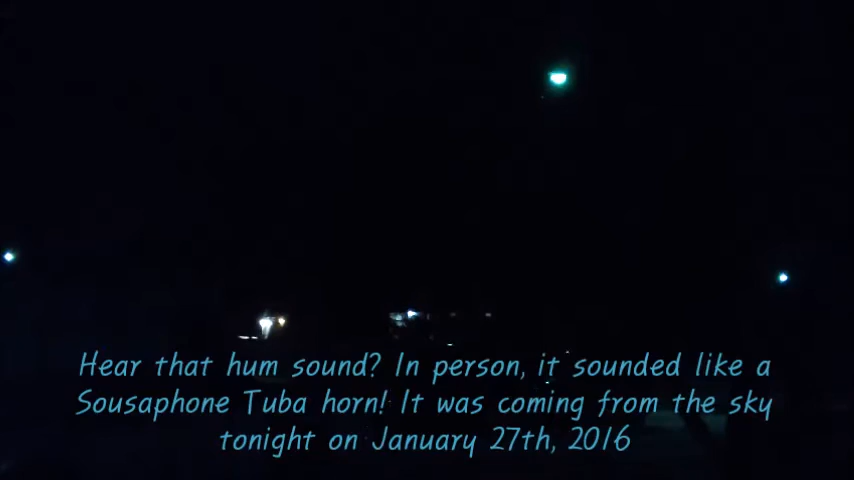 Hear that hum sound? In person, it sounded like a
Sousaphone Tuba horn! It was coming from the sky
tonight on January 27th, 2016